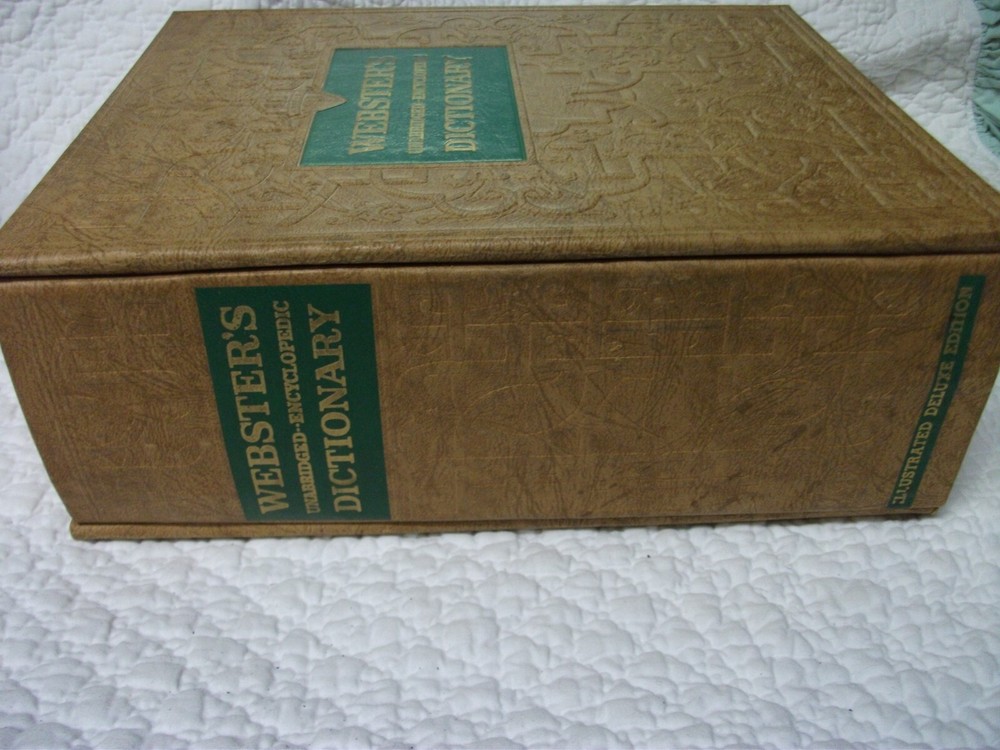 WEBSTER'S
UNABRIDGED--ENCYCLOPEDIC
DICTIONARY
WEBSTER'S
UNABRIDGED--ENCYCLOPEDIC
DICTIONARY
ILLUSTRATED DELUXE EDITION